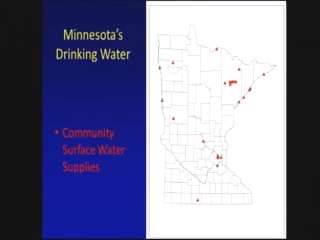 Minnesota's
Drinking Water
• Community
Surface Water
Supplies